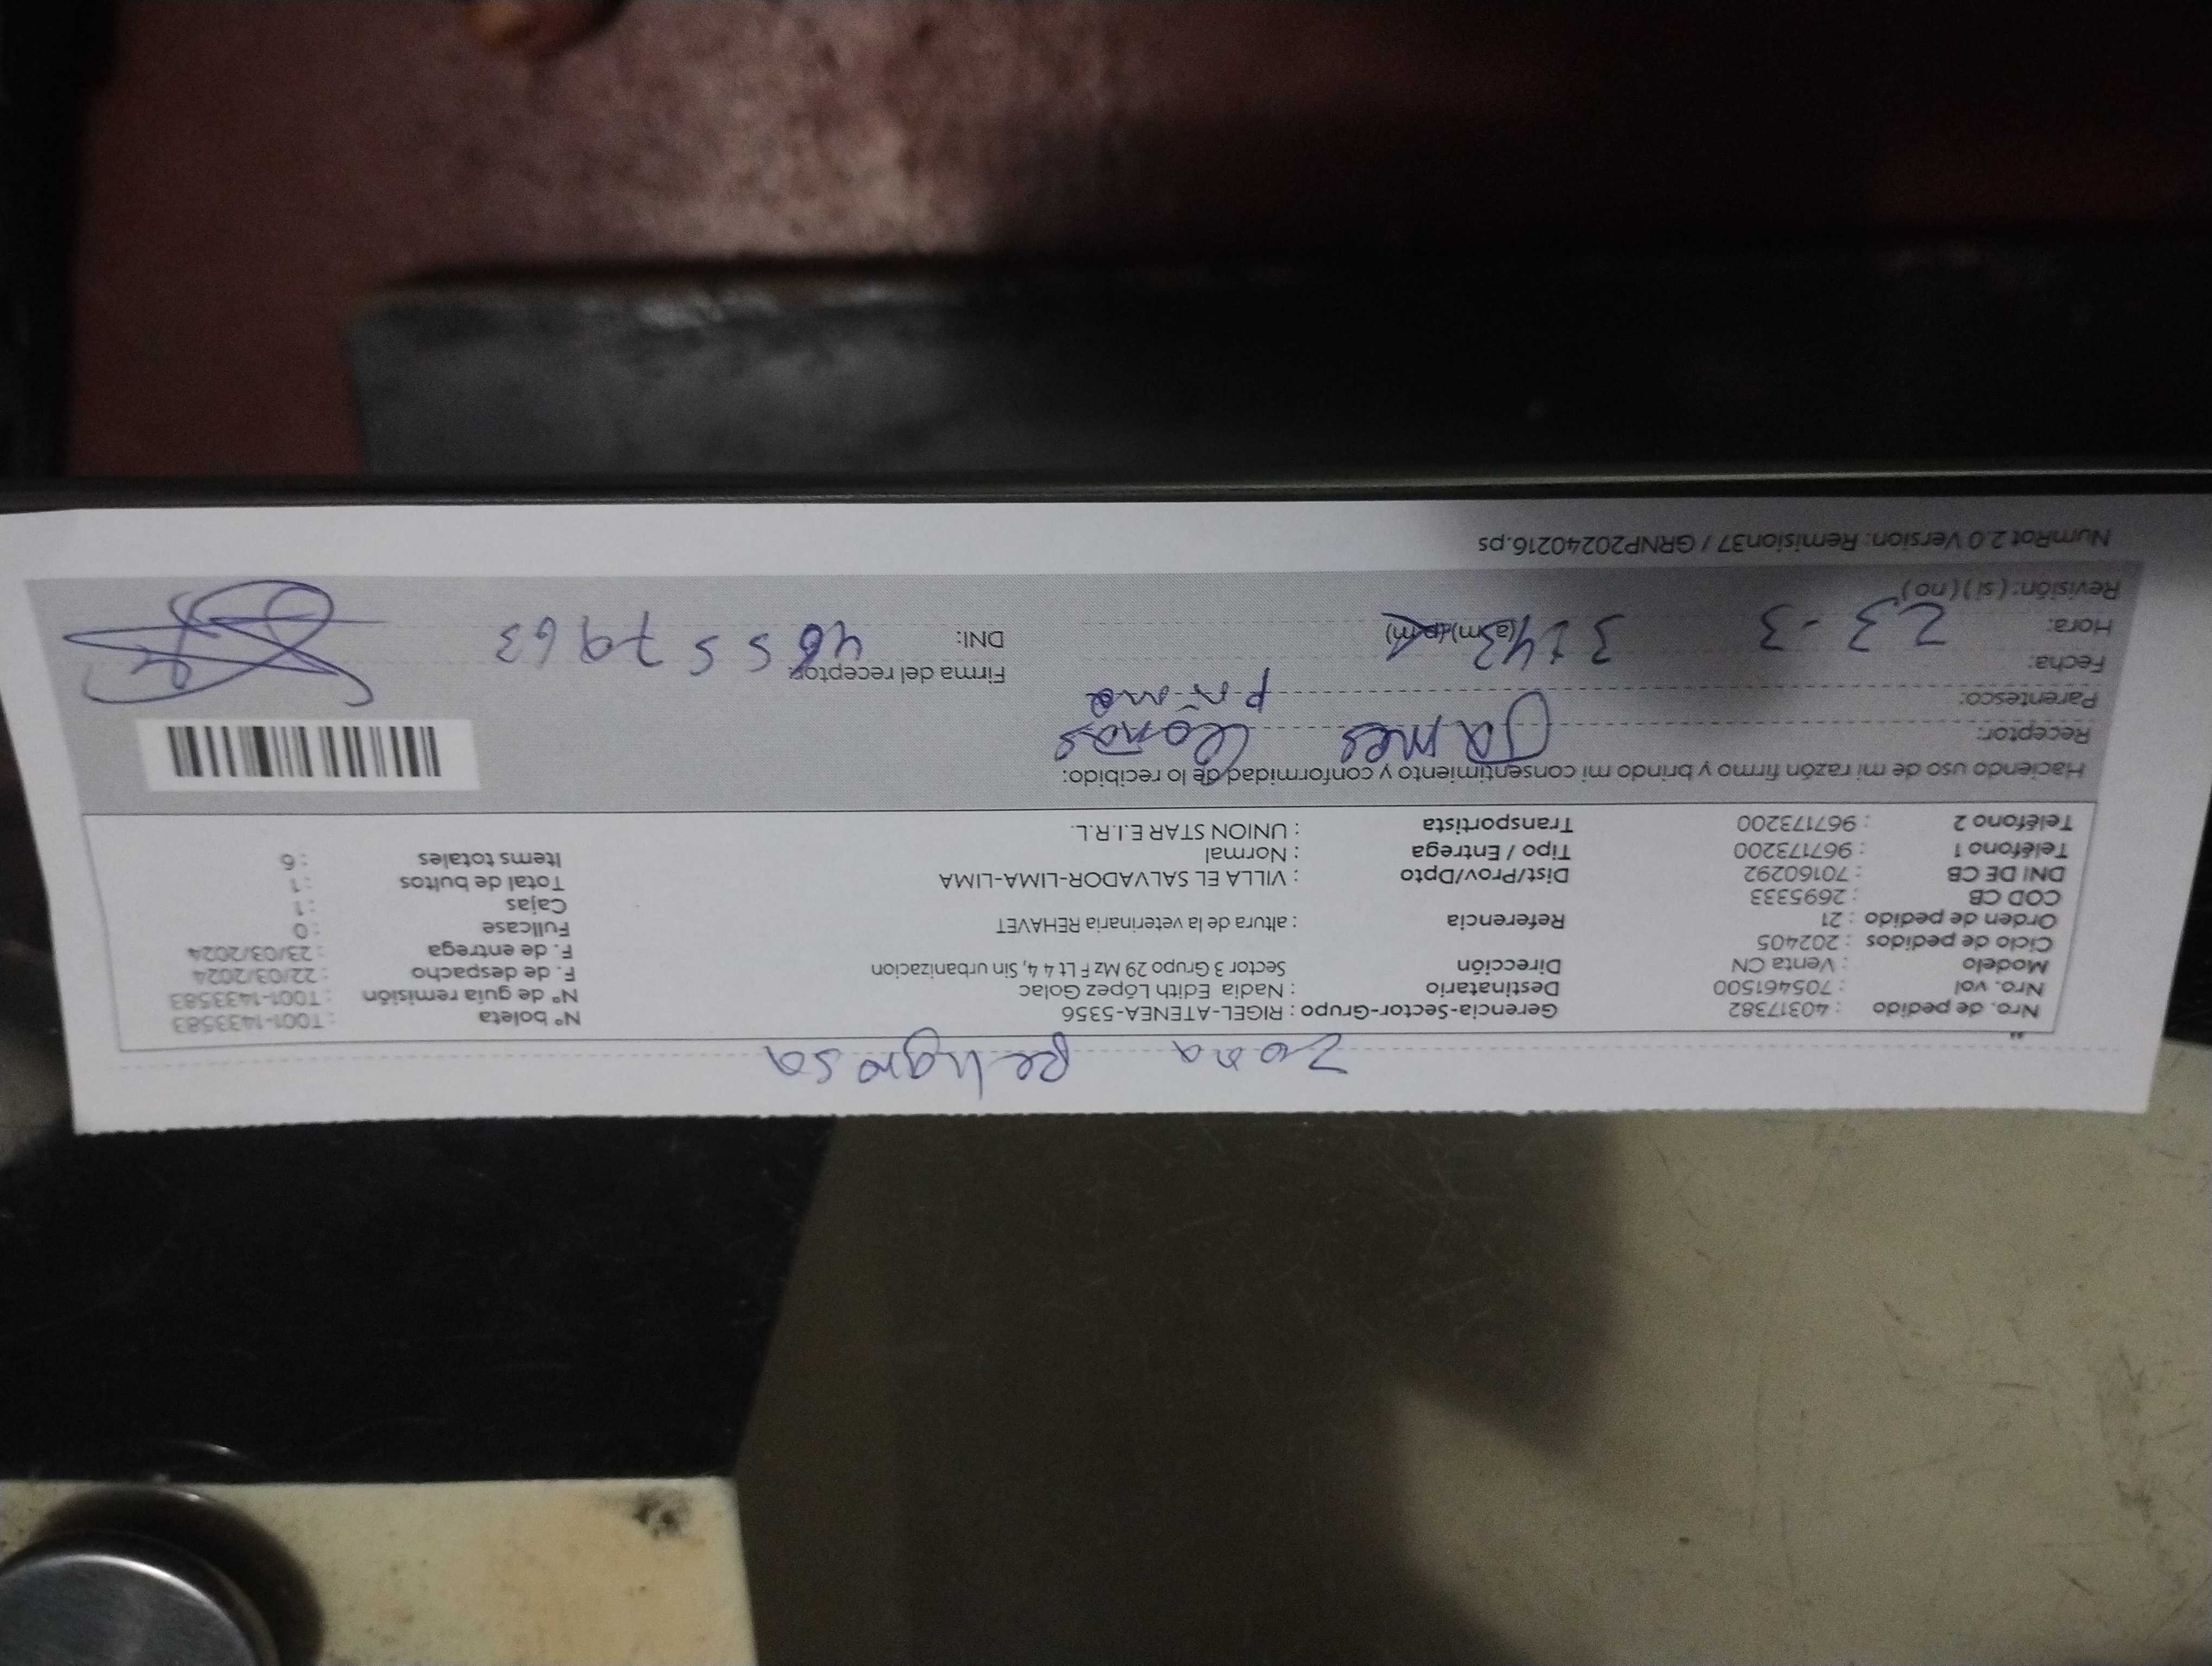 Zona Peligrosa
Nro. de pedido : 40317382 Gerencia-Sector-Grupo : RIGEL-ATENEA-5356 Nº boleta : T001-1433583
Nro. vol : 705461500 Destinatario : Nadia Edith López Golac Nº de guía remisión : T001-1433583
Modelo : Venta CN Dirección Sector 3 Grupo 29 Mz F Lt 4 4, Sin urbanizacion F. de despacho : 22/03/2024
Ciclo de pedidos : 202405 F. de entrega : 23/03/2024
Orden de pedido : 21 Referencia : altura de la veterinaria REHAVET Fullcase : 0
COD CB : 2695333 Cajas : 1
DNI DE CB : 70160292 Dist/Prov/Dpto : VILLA EL SALVADOR-LIMA-LIMA Total de bultos : 1
Teléfono 1 : 967173200 Tipo / Entrega : Normal Items totales : 6
Teléfono 2 : 967173200 Transportista : UNION STAR E.I.R.L.
Haciendo uso de mi razón firmo y brindo mi consentimiento y conformidad de lo recibido:
Receptor: James
Parentesco: primo
Fecha: 23-3 Firma del receptor:
Hora: 3:43 (a.m) (p.m) DNI: 46557963
Revisión: ( si ) ( no )
NumRot 2.0 Version: Remision37 / GRNP20240216.ps